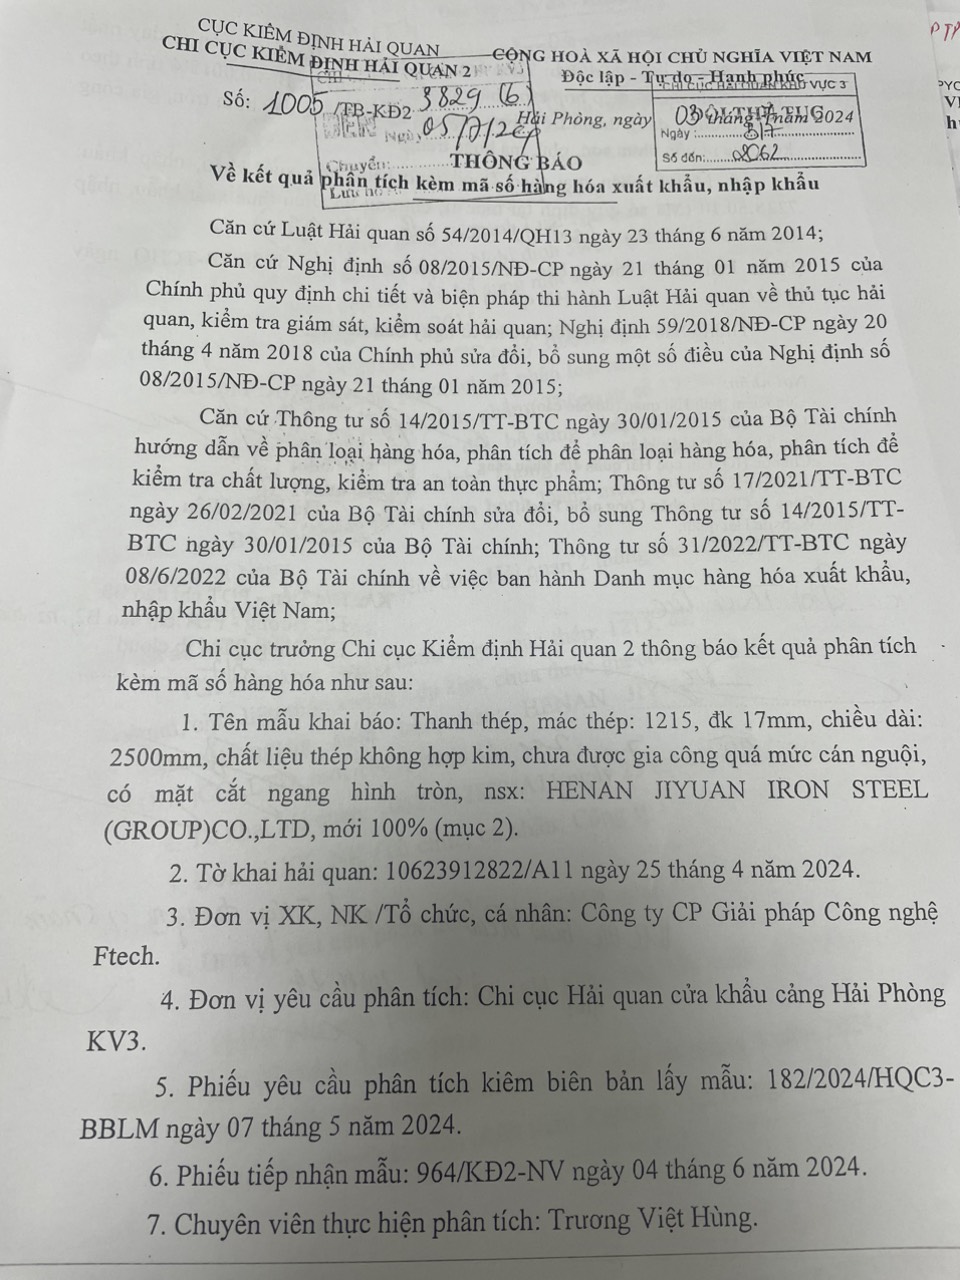 CỤC KIỂM ĐỊNH HẢI QUAN
CHI CỤC KIỂM ĐỊNH HẢI QUAN 2
CỘNG HOÀ XÃ HỘI CHỦ NGHĨA VIỆT NAM
Độc lập - Tự do - Hạnh phúc
CHI CỤC HẢI QUAN KHU VỰC 3
Số: 1005/TB-KĐ2
3829 (6)
Hải Phòng, ngày 03 tháng 7 năm 2024
ĐỘI THỦ TỤC
Ngày
Ngày :
Số đến: 08062
Chuyển:
THÔNG BÁO
Về kết quả phân tích kèm mã số hàng hóa xuất khẩu, nhập khẩu
Căn cứ Luật Hải quan số 54/2014/QH13 ngày 23 tháng 6 năm 2014;
Căn cứ Nghị định số 08/2015/NĐ-CP ngày 21 tháng 01 năm 2015 của
Chính phủ quy định chi tiết và biện pháp thi hành Luật Hải quan về thủ tục hải
quan, kiểm tra giám sát, kiểm soát hải quan; Nghị định 59/2018/NĐ-CP ngày 20
tháng 4 năm 2018 của Chính phủ sửa đổi, bổ sung một số điều của Nghị định số
08/2015/NĐ-CP ngày 21 tháng 01 năm 2015;
Căn cứ Thông tư số 14/2015/TT-BTC ngày 30/01/2015 của Bộ Tài chính
hướng dẫn về phân loại hàng hóa, phân tích để phân loại hàng hóa, phân tích để
kiểm tra chất lượng, kiểm tra an toàn thực phẩm; Thông tư số 17/2021/TT-BTC
ngày 26/02/2021 của Bộ Tài chính sửa đổi, bổ sung Thông tư số 14/2015/TT-
BTC ngày 30/01/2015 của Bộ Tài chính; Thông tư số 31/2022/TT-BTC ngày
08/6/2022 của Bộ Tài chính về việc ban hành Danh mục hàng hóa xuất khẩu,
nhập khẩu Việt Nam;
Chi cục trưởng Chi cục Kiểm định Hải quan 2 thông báo kết quả phân tích
kèm mã số hàng hóa như sau:
1. Tên mẫu khai báo: Thanh thép, mác thép: 1215, đk 17mm, chiều dài:
2500mm, chất liệu thép không hợp kim, chưa được gia công quá mức cán nguội,
có mặt cắt ngang hình tròn, nsx: HENAN JIYUAN IRON STEEL
(GROUP)CO.,LTD, mới 100% (mục 2).
2. Tờ khai hải quan: 10623912822/A11 ngày 25 tháng 4 năm 2024.
3. Đơn vị XK, NK /Tổ chức, cá nhân: Công ty CP Giải pháp Công nghệ
Ftech.
4. Đơn vị yêu cầu phân tích: Chi cục Hải quan cửa khẩu cảng Hải Phòng
KV3.
5. Phiếu yêu cầu phân tích kiêm biên bản lấy mẫu: 182/2024/HQC3-
BBLM ngày 07 tháng 5 năm 2024.
6. Phiếu tiếp nhận mẫu: 964/KĐ2-NV ngày 04 tháng 6 năm 2024.
7. Chuyên viên thực hiện phân tích: Trương Việt Hùng.